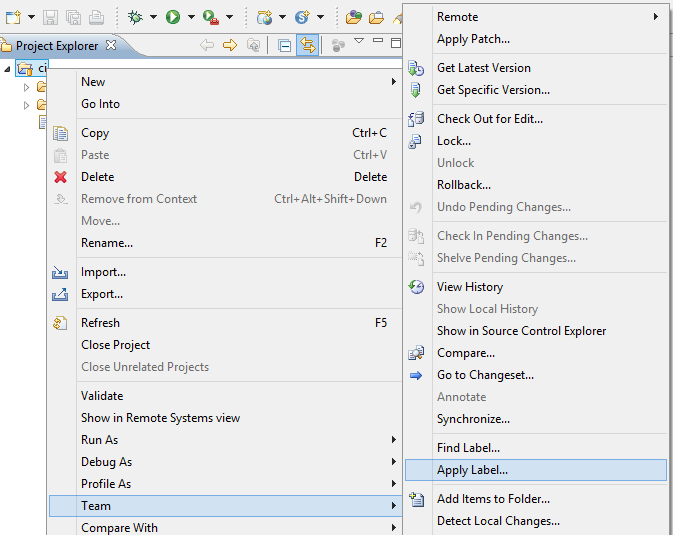 Project Explorer
ci
New
Go Into
Copy Ctrl+C
Paste Ctrl+V
Delete Delete
Remove from Context Ctrl+Alt+Shift+Down
Move...
Rename... F2
Import...
Export...
Refresh F5
Close Project
Close Unrelated Projects
Validate
Show in Remote Systems view
Run As
Debug As
Profile As
Team
Compare With
Remote
Apply Patch...
Get Latest Version
Get Specific Version...
Check Out for Edit...
Lock...
Unlock
Rollback...
Undo Pending Changes...
Check In Pending Changes...
Shelve Pending Changes...
View History
Show Local History
Show in Source Control Explorer
Compare...
Go to Changeset...
Annotate
Synchronize...
Find Label...
Apply Label...
Add Items to Folder...
Detect Local Changes...